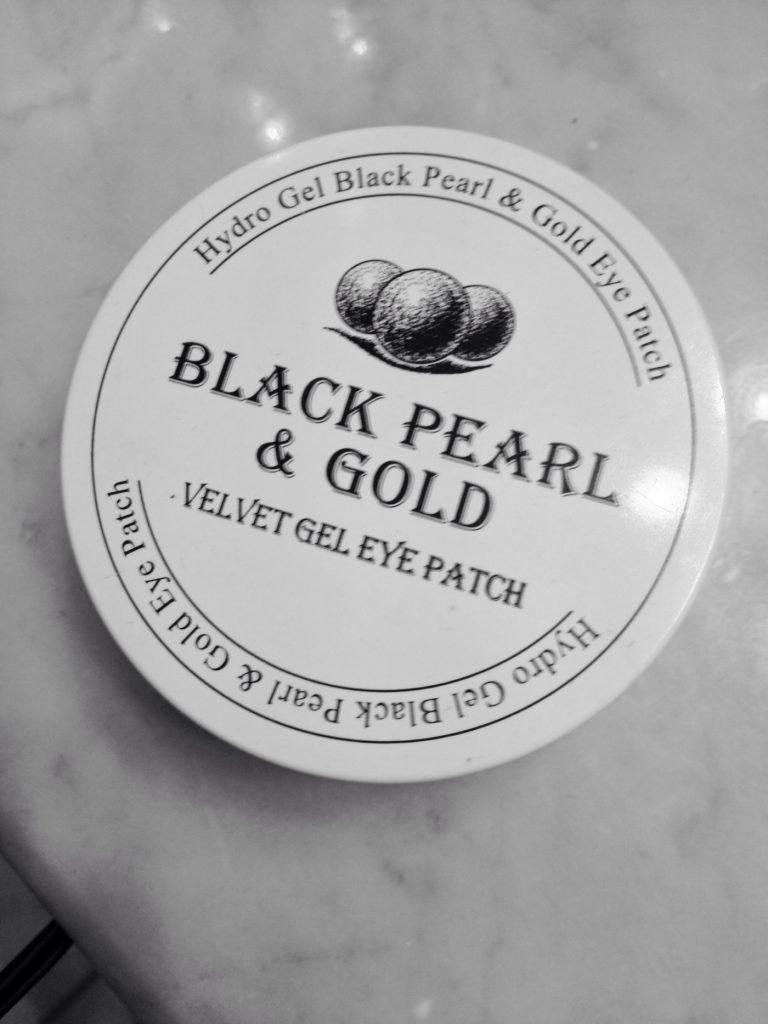 Hydro Gel Black Pearl & Gold Eye Patch
BLACK PEARL
& GOLD
VELVET GEL EYE PATCH
Hydro Gel Black Pearl & Gold Eye Patch